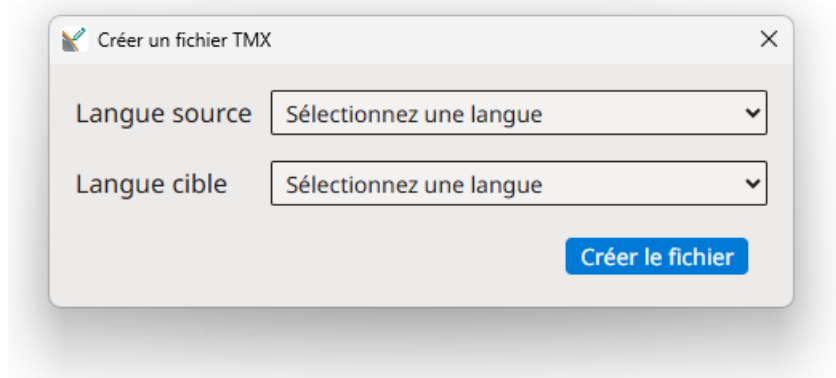 Créer un fichier TMX
Langue source Sélectionnez une langue
Langue cible Sélectionnez une langue
Créer le fichier